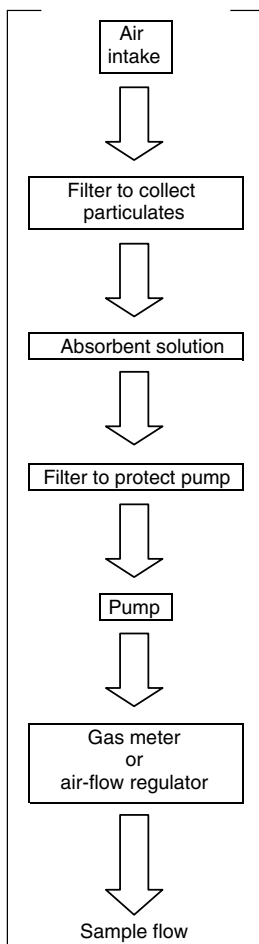 Air
intake
Filter to collect
particulates
Absorbent solution
Filter to protect pump
Pump
Gas meter
or
air-flow regulator
Sample flow